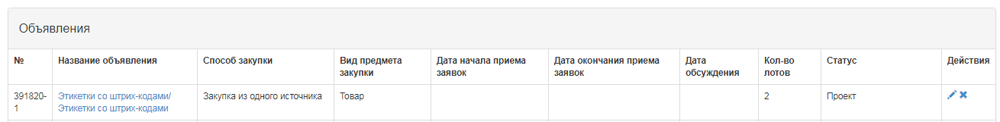 Объявления
№
Название объявления
Способ закупки
Вид предмета
закупки
Дата начала приема
заявок
Дата окончания приема
заявок
Дата
обсуждения
Кол-во
лотов
Статус
Действия
391820-
1
Этикетки со штрих-кодами/
Этикетки со штрих-кодами
Закупка из одного источника
Товар
2
Проект